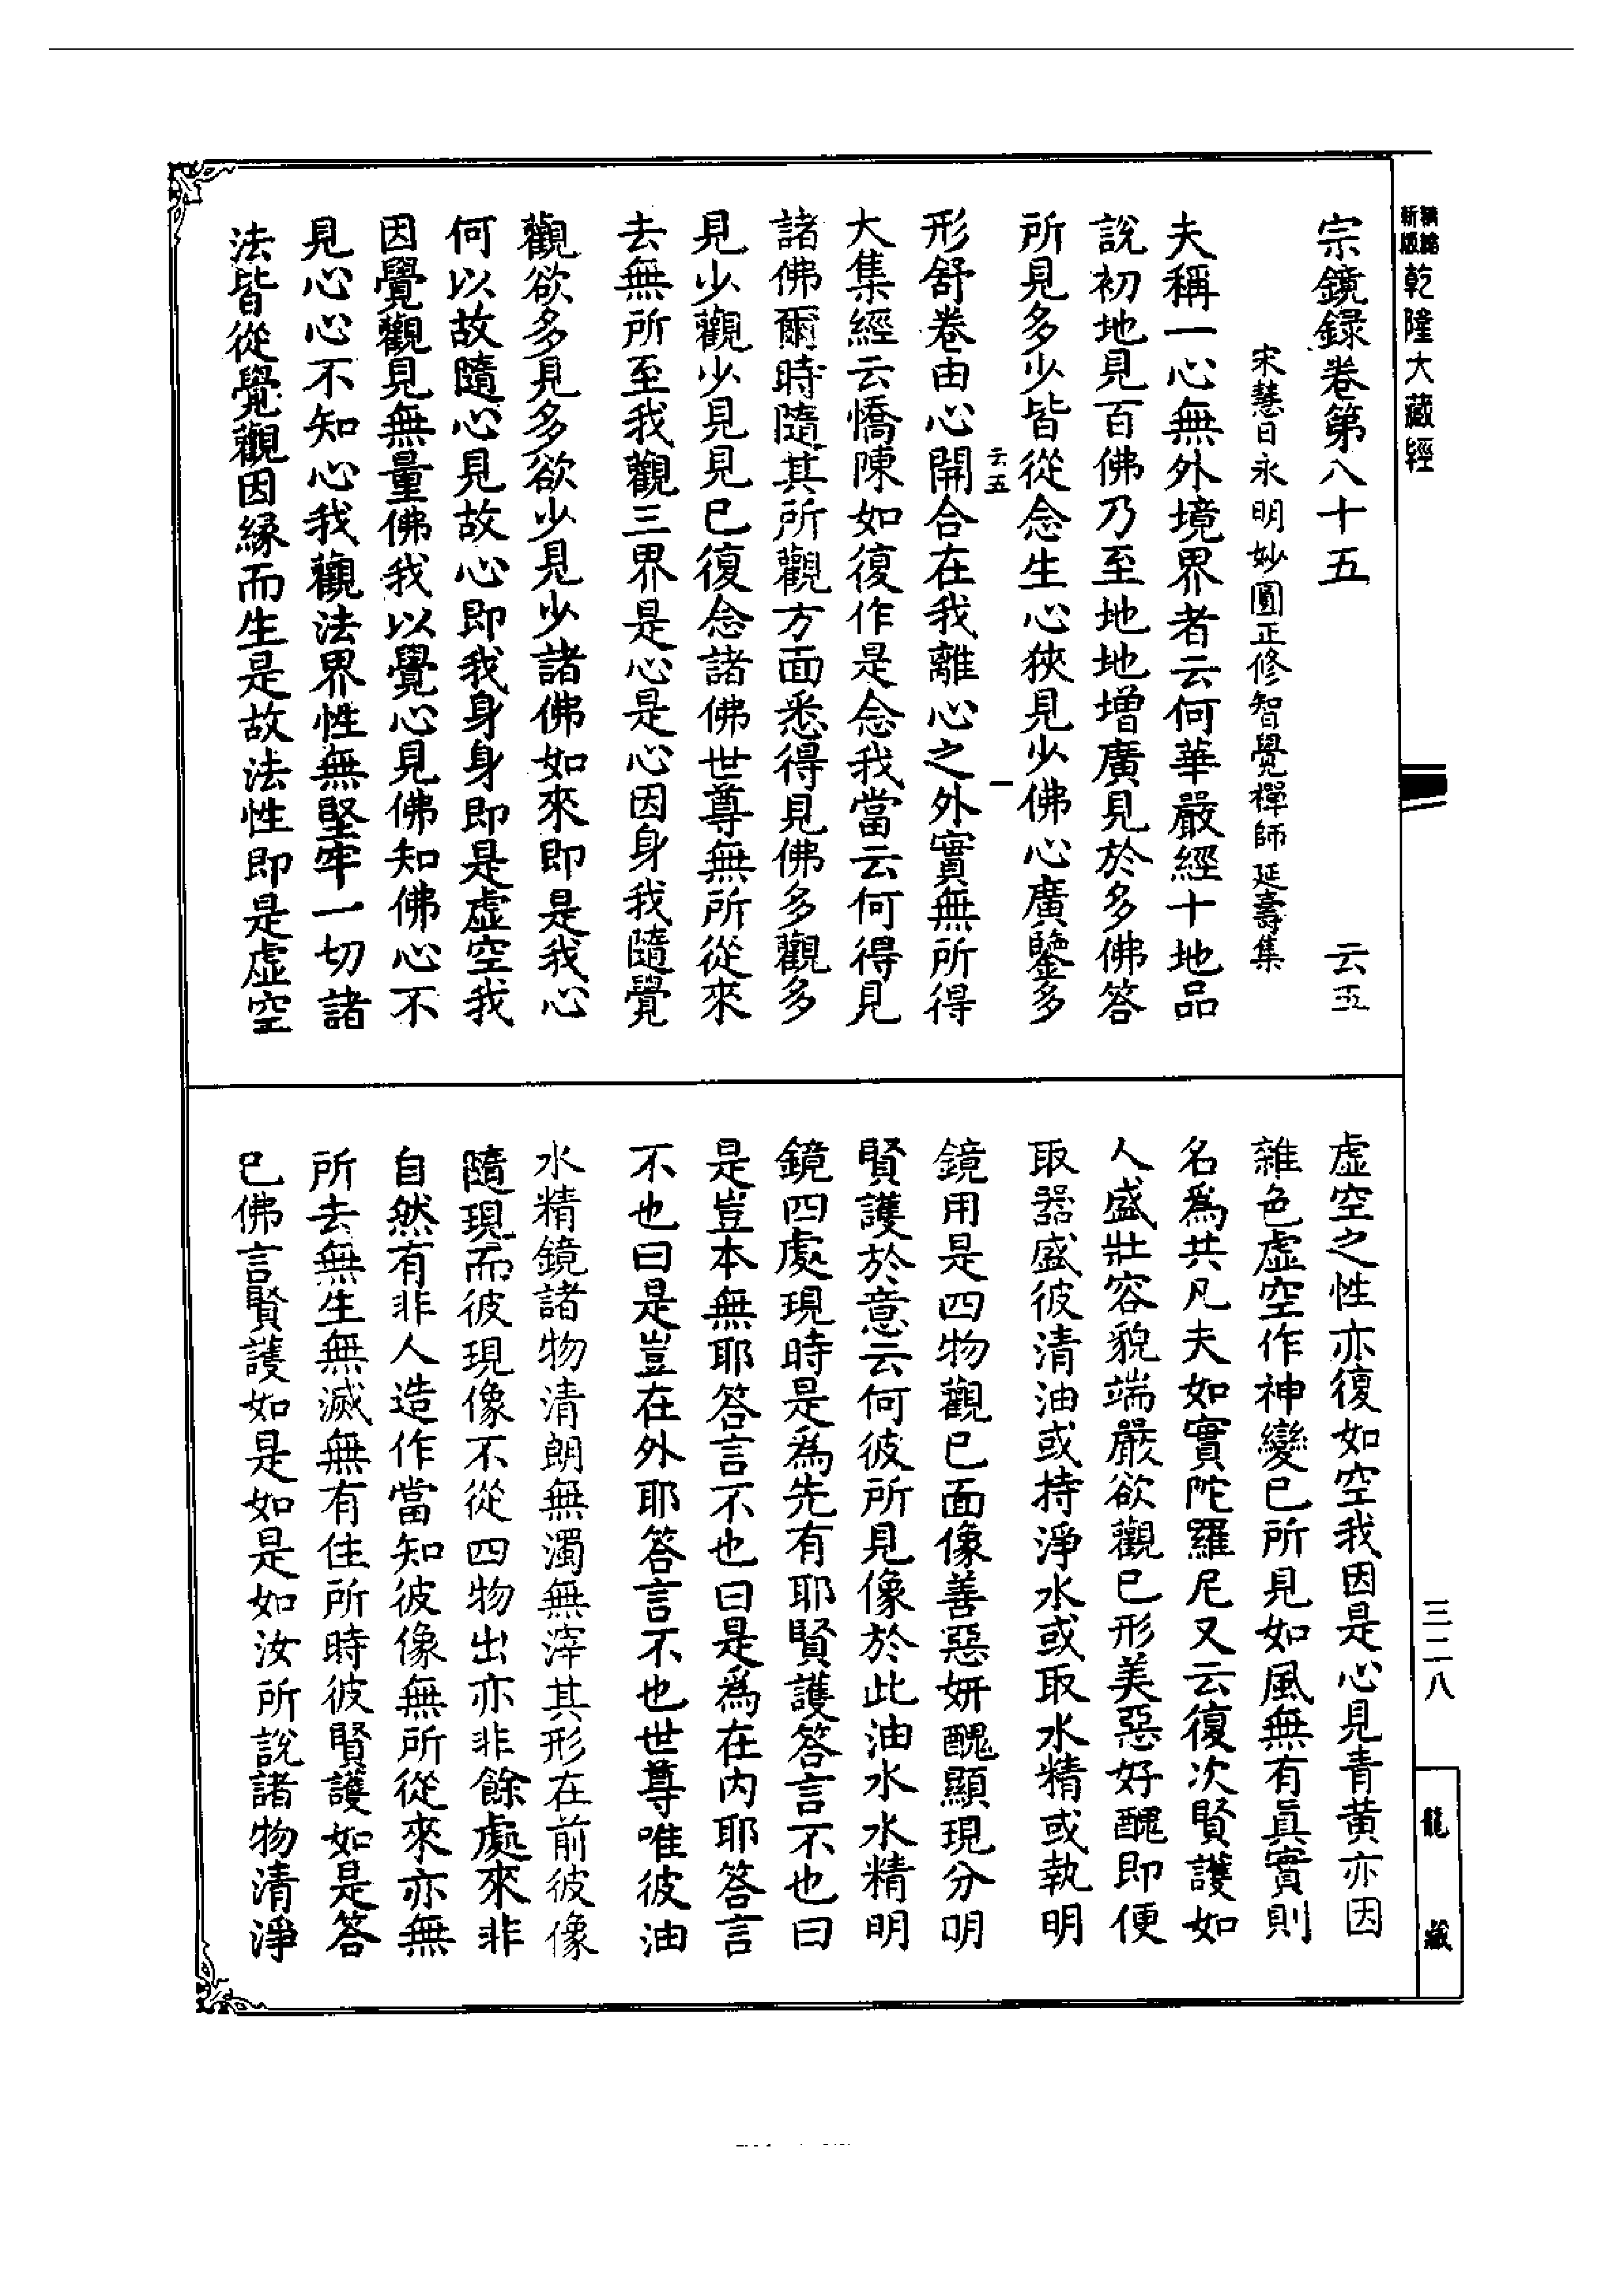 新版
精縮
乾隆大藏經
三二八
龍藏
宗鏡録卷第八十五 云五
宋慧日永明妙圓正修智覺禪師延壽集
夫稱一心無外境界者云何華嚴經十地品
說初地見百佛乃至地地增廣見於多佛答
所見多少皆從念生心狹見少佛心廣鑒多
云五 一
形舒卷由心開合在我離心之外實無所得
大集經云憍陳如復作是念我當云何得見
諸佛爾時隨其所觀方面悉得見佛多觀多
見少觀少見見已復念諸佛世尊無所從來
去無所至我觀三界是心是心因身我隨覺
觀欲多見多欲少見少諸佛如來即是我心
何以故隨心見故心即我身身即是虛空我
因覺觀見無量佛我以覺心見佛知佛心不
見心心不知心我觀法界性無堅牢一切諸
法皆從覺觀因緣而生是故法性即是虛空
虛空之性亦復如空我因是心見青黃亦因
雜色虛空作神變已所見如風無有真實則
名爲共凡夫如實陀羅尼又云復次賢護如
人盛壯容貌端嚴欲觀已形美惡好醜即便
取器盛彼清油或持淨水或取水精或執明
鏡用是四物觀已面像善惡妍醜顯現分明
賢護於意云何彼所見像於此油水水精明
鏡四處現時是爲先有耶賢護答言不也曰
是豈本無耶答言不也曰是爲在内耶答言
不也曰是豈在外耶答言不也世尊唯彼油
水精鏡諸物清朗無濁無滓其形在前彼像
隨現而彼現像不從四物出亦非餘處來非
自然有非人造作當知彼像無所從來亦無
所去無生無滅無有住所時彼賢護如是答
已佛言賢護如是如是如汝所說諸物清淨